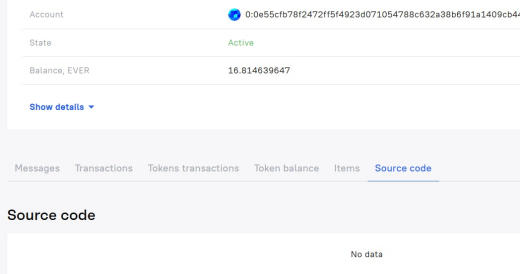 Account 0:0e55cfb78f2472ff5f4923d071054788c632a38b6f91a1409cb44
State Active
Balance, EVER 16.814639647
Show details
Messages Transactions Tokens transactions Token balance Items Source code
Source code
No data